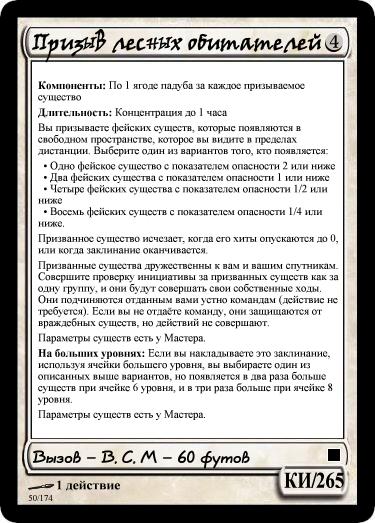 Призыв лесных обитателей 4
Компоненты: По 1 ягоде падуба за каждое призываемое
существо
Длительность: Концентрация до 1 часа
Вы призываете фейских существ, которые появляются в
свободном пространстве, которое вы видите в пределах
дистанции. Выберите один из вариантов того, кто появляется:
• Одно фейское существо с показателем опасности 2 или ниже
• Два фейских существа с показателем опасности 1 или ниже
• Четыре фейских существа с показателем опасности 1/2 или
ниже
• Восемь фейских существ с показателем опасности 1/4 или
ниже.
Призванное существо исчезает, когда его хиты опускаются до 0,
или когда заклинание оканчивается.
Призванные существа дружественны к вам и вашим спутникам.
Совершите проверку инициативы за призванных существ как за
одну группу, и они будут совершать свои собственные ходы.
Они подчиняются отданным вами устно командам (действие не
требуется). Если вы не отдаёте команду, они защищаются от
враждебных существ, но действий не совершают.
Параметры существ есть у Мастера.
На больших уровнях: Если вы накладываете это заклинание,
используя ячейки большего уровня, вы выбираете один из
описанных выше вариантов, но появляется в два раза больше
существ при ячейке 6 уровня, и в три раза больше при ячейке 8
уровня.
Параметры существ есть у Мастера.
Вызов – В, С, М – 60 футов
КИ/265
1 действие
50/174